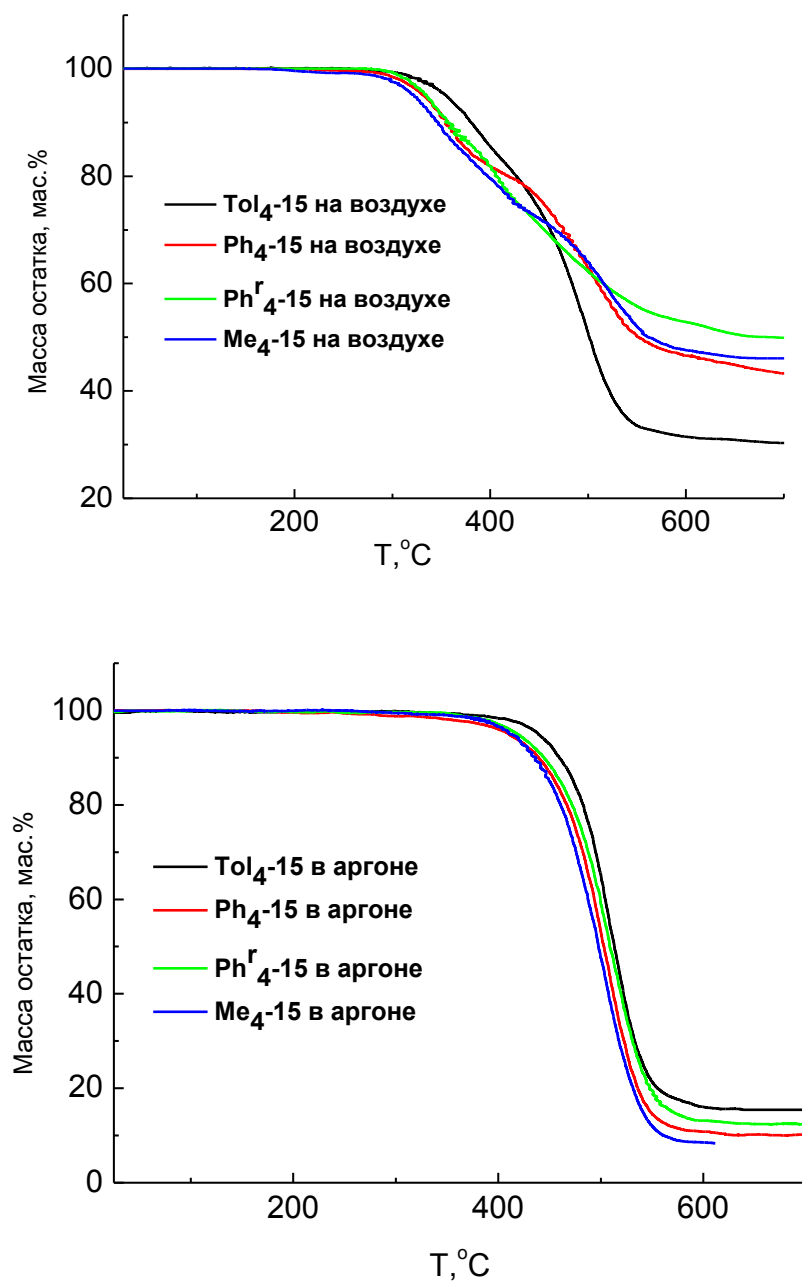 100
80
60
40
20
Масса остатка, мас.%
Tol4-15 на воздухе
Ph4-15 на воздухе
Phr4-15 на воздухе
Me4-15 на воздухе
200
400
600
T,°C
100
80
60
40
20
0
Масса остатка, мас.%
Tol4-15 в аргоне
Ph4-15 в аргоне
Phr4-15 в аргоне
Me4-15 в аргоне
200
400
600
T,°C